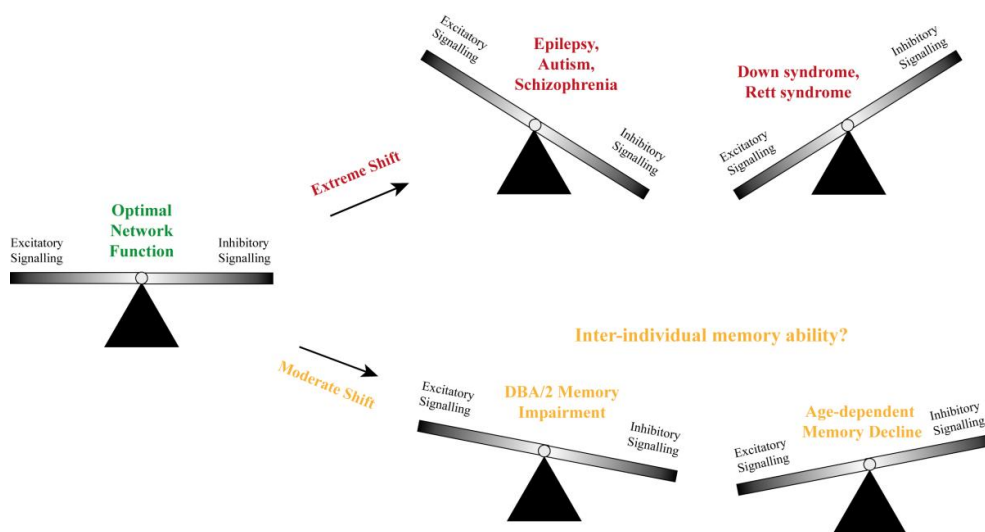 Excitatory
Signalling
Epilepsy,
Autism,
Schizophrenia
Inhibitory
Signalling
Down syndrome,
Rett syndrome
Inhibitory
Signalling
Excitatory
Signalling
Extreme Shift
Optimal
Network
Function
Excitatory
Signalling
Inhibitory
Signalling
Moderate Shift
Inter-individual memory ability?
Excitatory
Signalling
DBA/2 Memory
Impairment
Inhibitory
Signalling
Age-dependent
Memory Decline
Inhibitory
Signalling
Excitatory
Signalling